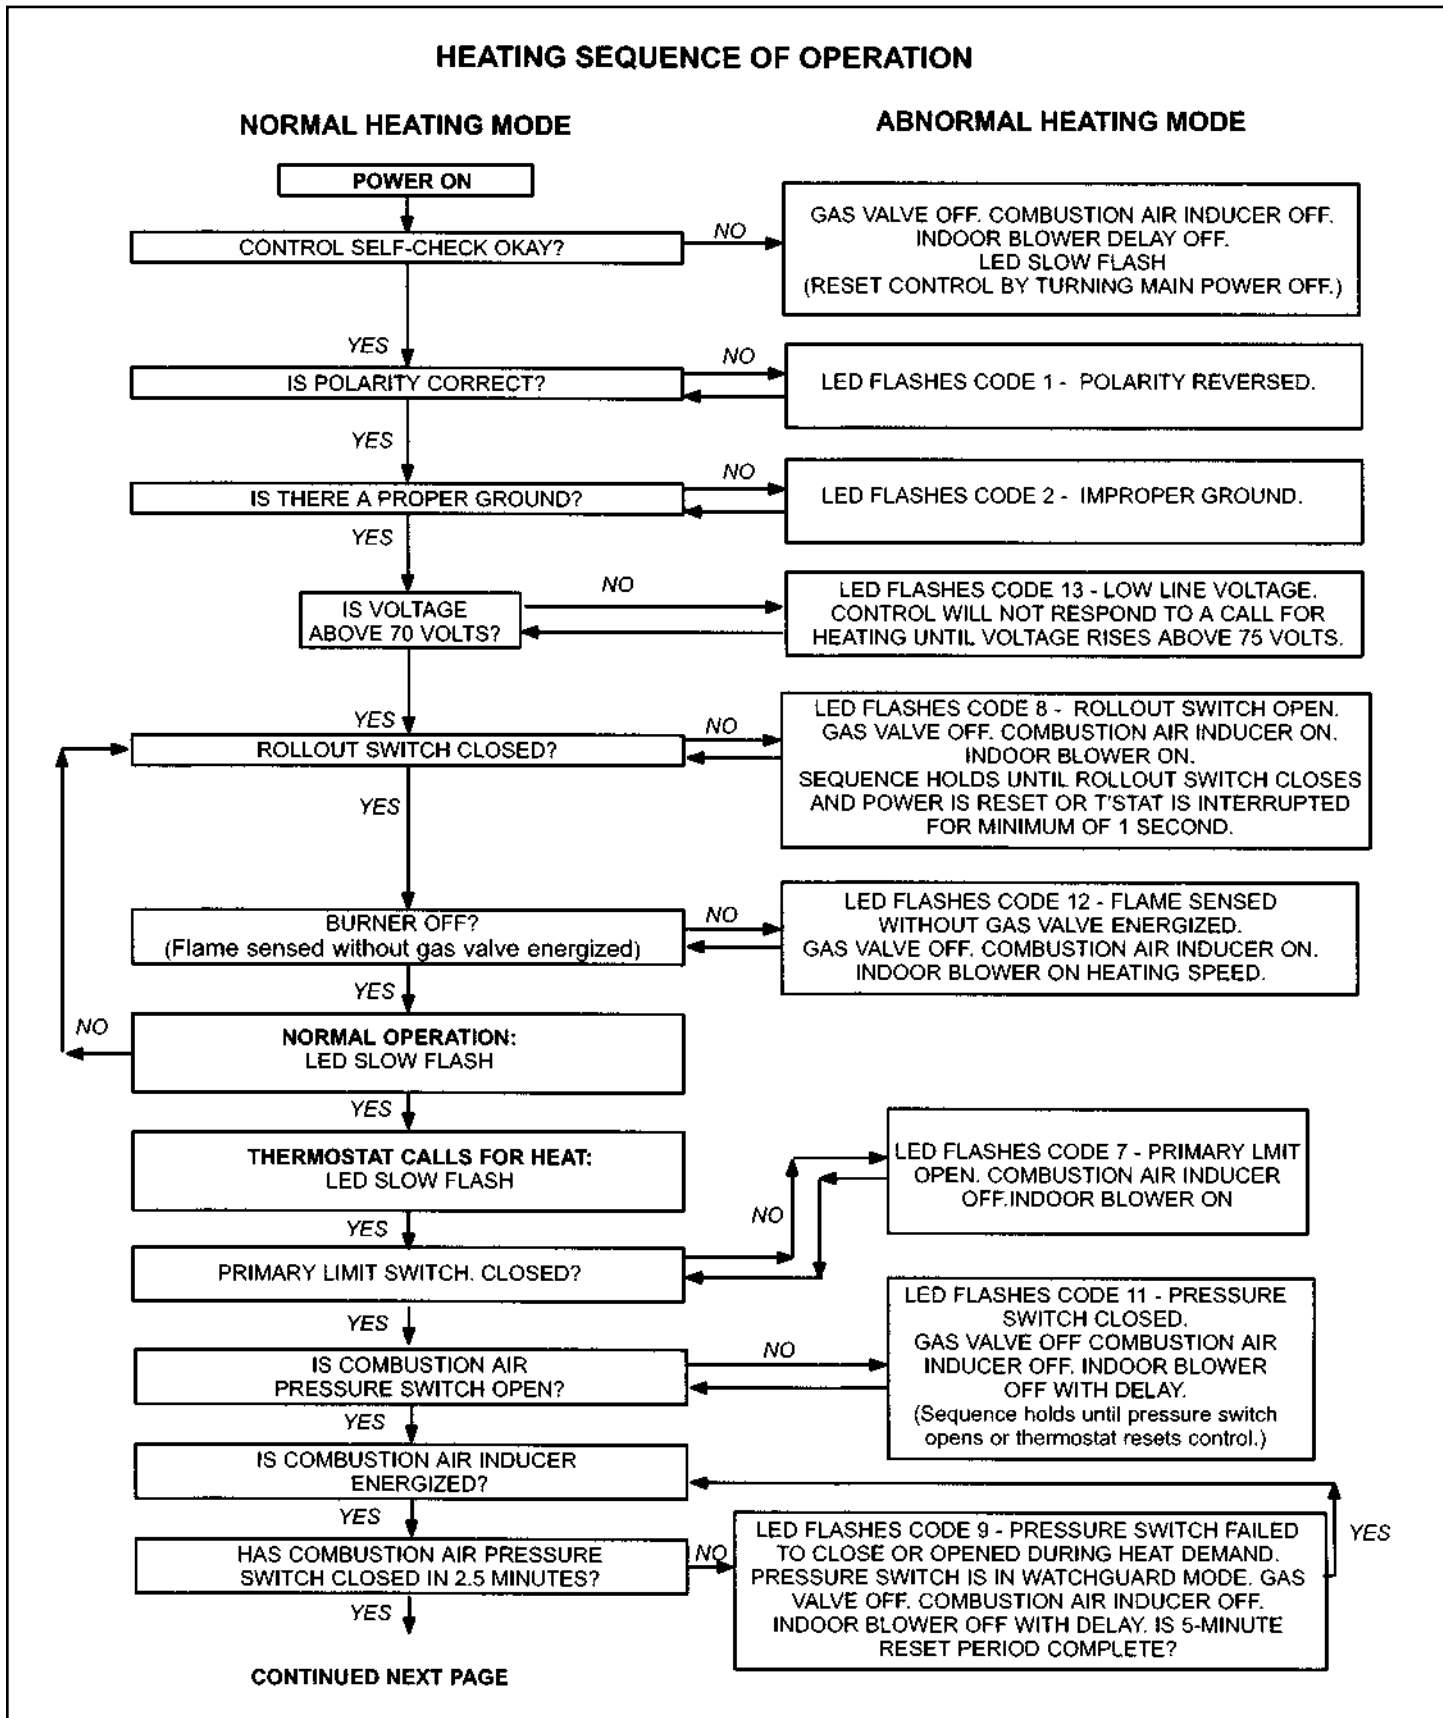 HEATING SEQUENCE OF OPERATION
NORMAL HEATING MODE
ABNORMAL HEATING MODE
POWER ON
CONTROL SELF-CHECK OKAY?
NO
GAS VALVE OFF. COMBUSTION AIR INDUCER OFF.
INDOOR BLOWER DELAY OFF.
LED SLOW FLASH
(RESET CONTROL BY TURNING MAIN POWER OFF.)
YES
IS POLARITY CORRECT?
NO
LED FLASHES CODE 1 - POLARITY REVERSED.
YES
IS THERE A PROPER GROUND?
NO
LED FLASHES CODE 2 - IMPROPER GROUND.
YES
IS VOLTAGE
ABOVE 70 VOLTS?
NO
LED FLASHES CODE 13 - LOW LINE VOLTAGE.
CONTROL WILL NOT RESPOND TO A CALL FOR
HEATING UNTIL VOLTAGE RISES ABOVE 75 VOLTS.
YES
ROLLOUT SWITCH CLOSED?
NO
LED FLASHES CODE 8 - ROLLOUT SWITCH OPEN.
GAS VALVE OFF. COMBUSTION AIR INDUCER ON.
INDOOR BLOWER ON.
SEQUENCE HOLDS UNTIL ROLLOUT SWITCH CLOSES
AND POWER IS RESET OR T'STAT IS INTERRUPTED
FOR MINIMUM OF 1 SECOND.
YES
BURNER OFF?
(Flame sensed without gas valve energized)
NO
LED FLASHES CODE 12 - FLAME SENSED
WITHOUT GAS VALVE ENERGIZED.
GAS VALVE OFF. COMBUSTION AIR INDUCER ON.
INDOOR BLOWER ON HEATING SPEED.
YES
NO
NORMAL OPERATION:
LED SLOW FLASH
YES
THERMOSTAT CALLS FOR HEAT:
LED SLOW FLASH
YES
PRIMARY LIMIT SWITCH. CLOSED?
NO
LED FLASHES CODE 7 - PRIMARY LMIT
OPEN. COMBUSTION AIR INDUCER
OFF.INDOOR BLOWER ON
YES
IS COMBUSTION AIR
PRESSURE SWITCH OPEN?
NO
LED FLASHES CODE 11 - PRESSURE
SWITCH CLOSED.
GAS VALVE OFF COMBUSTION AIR
INDUCER OFF. INDOOR BLOWER
OFF WITH DELAY.
(Sequence holds until pressure switch
opens or thermostat resets control.)
YES
IS COMBUSTION AIR INDUCER
ENERGIZED?
YES
HAS COMBUSTION AIR PRESSURE
SWITCH CLOSED IN 2.5 MINUTES?
NO
LED FLASHES CODE 9 - PRESSURE SWITCH FAILED
TO CLOSE OR OPENED DURING HEAT DEMAND.
PRESSURE SWITCH IS IN WATCHGUARD MODE. GAS
VALVE OFF. COMBUSTION AIR INDUCER OFF.
INDOOR BLOWER OFF WITH DELAY. IS 5-MINUTE
RESET PERIOD COMPLETE?
YES
YES
CONTINUED NEXT PAGE